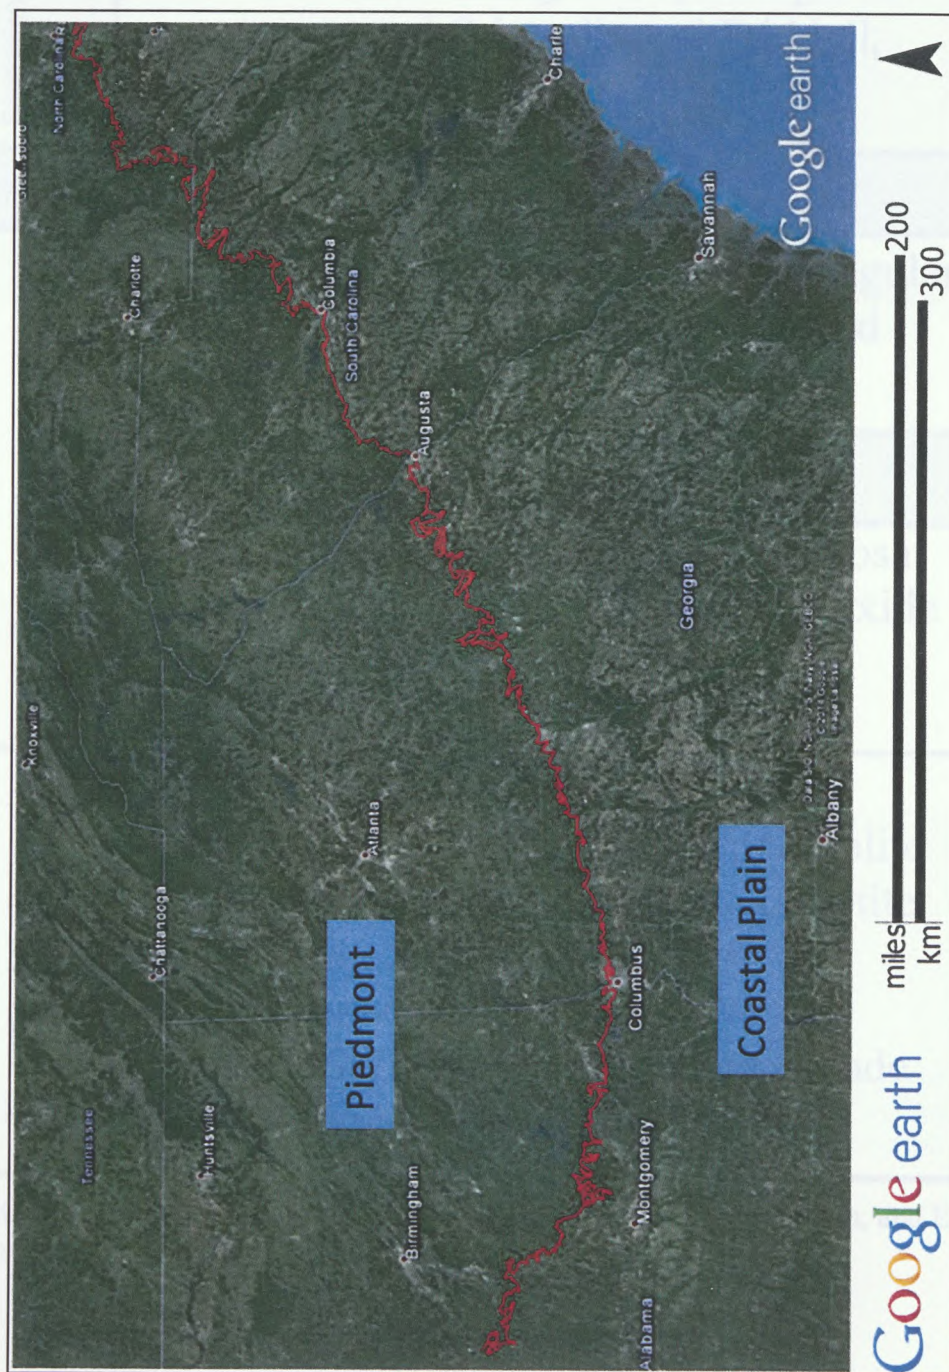 Knoxville
North Carolina R
Tennessee
Charlotte
Chattanooga
Huntsville
Columbia
South Carolina
Piedmont
Atlanta
Birmingham
Augusta
Charle
Columbus
Montgomery
Alabama
Georgia
Savannah
Coastal Plain
Google earth
Albany
Google earth
miles 200
km 300